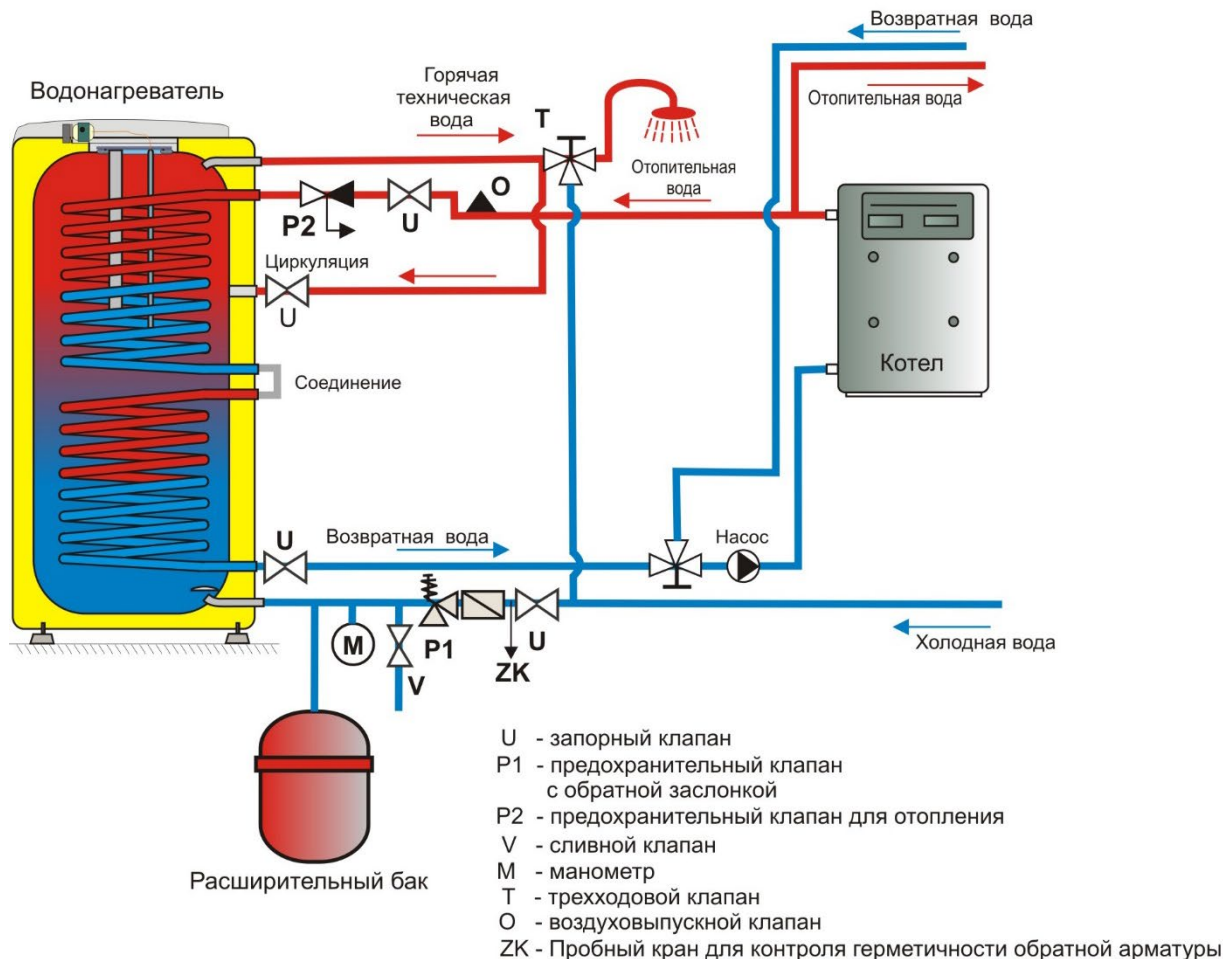 Возвратная вода
Отопительная вода
Водонагреватель
Горячая
техническая
вода
T
Отопительная
вода
O
P2
U
Циркуляция
U
Котел
Соединение
U
Возвратная вода
Насос
M
V
P1
ZK
U
Холодная вода
Расширительный бак
U - запорный клапан
P1 - предохранительный клапан
с обратной заслонкой
P2 - предохранительный клапан для отопления
V - сливной клапан
M - манометр
T - трехходовой клапан
O - воздуховыпускной клапан
ZK - Пробный кран для контроля герметичности обратной арматуры